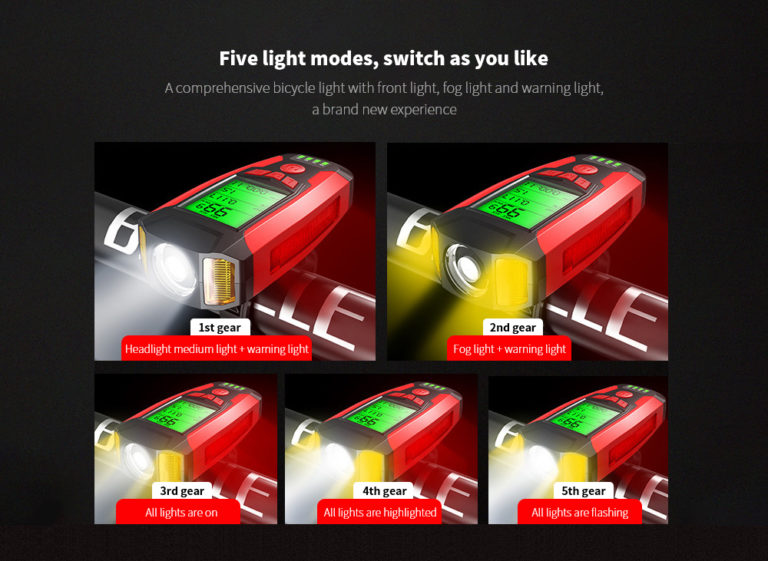 Five light modes, switch as you like
A comprehensive bicycle light with front light, fog light and warning light,
a brand new experience
1st gear
Headlight medium light + warning light
2nd gear
Fog light + warning light
3rd gear
All lights are on
4th gear
All lights are highlighted
5th gear
All lights are flashing